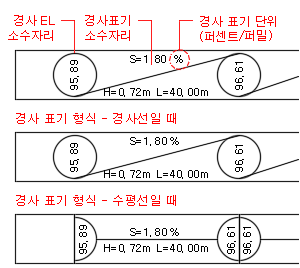 경사 EL 경사표기 경사 표기 단위
소수자리 소수자리 (퍼센트/퍼밀)
95.89 S=1.80% 96.61
H=0.72m L=40.00m
경사 표기 형식 - 경사선일 때
95.89 S=1.80% 96.61
H=0.72m L=40.00m
경사 표기 형식 - 수평선일 때
95.89 S=1.80% 96.61 96.61
H=0.72m L=40.00m